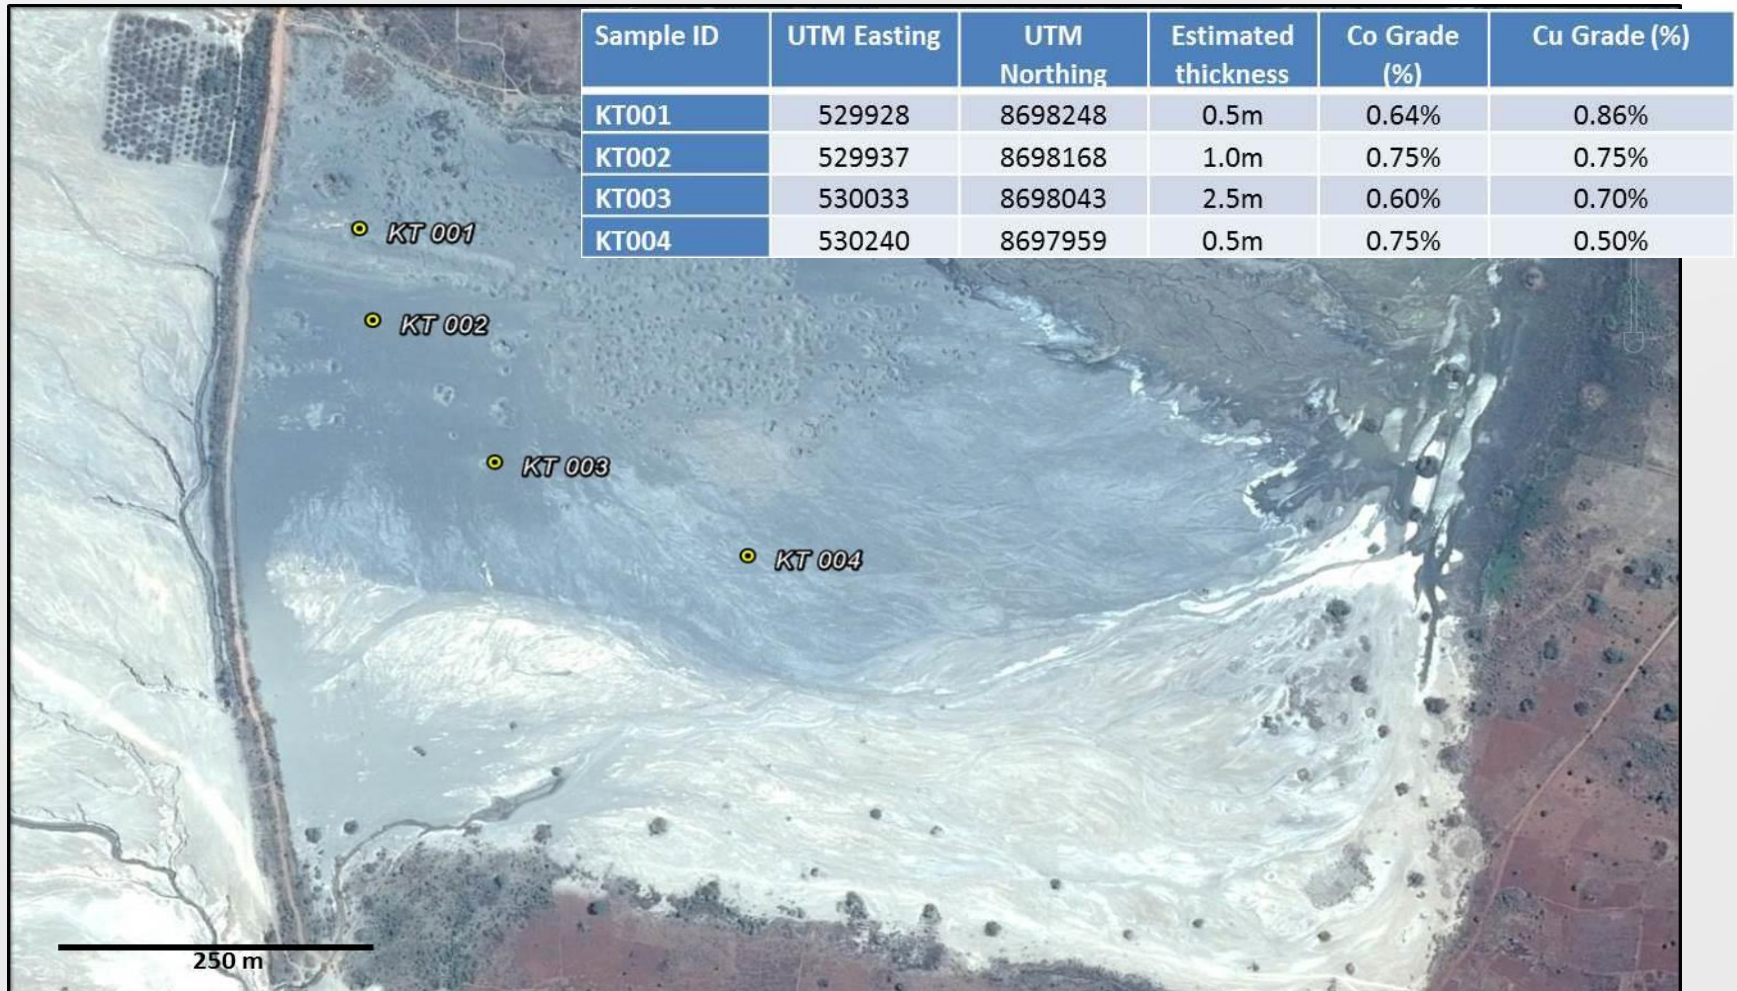 Sample ID UTM Easting UTM Northing Estimated thickness Co Grade (%) Cu Grade (%)
KT001 529928 8698248 0.5m 0.64% 0.86%
KT002 529937 8698168 1.0m 0.75% 0.75%
KT003 530033 8698043 2.5m 0.60% 0.70%
KT004 530240 8697959 0.5m 0.75% 0.50%
KT 001
KT 002
KT 003
KT 004
250 m